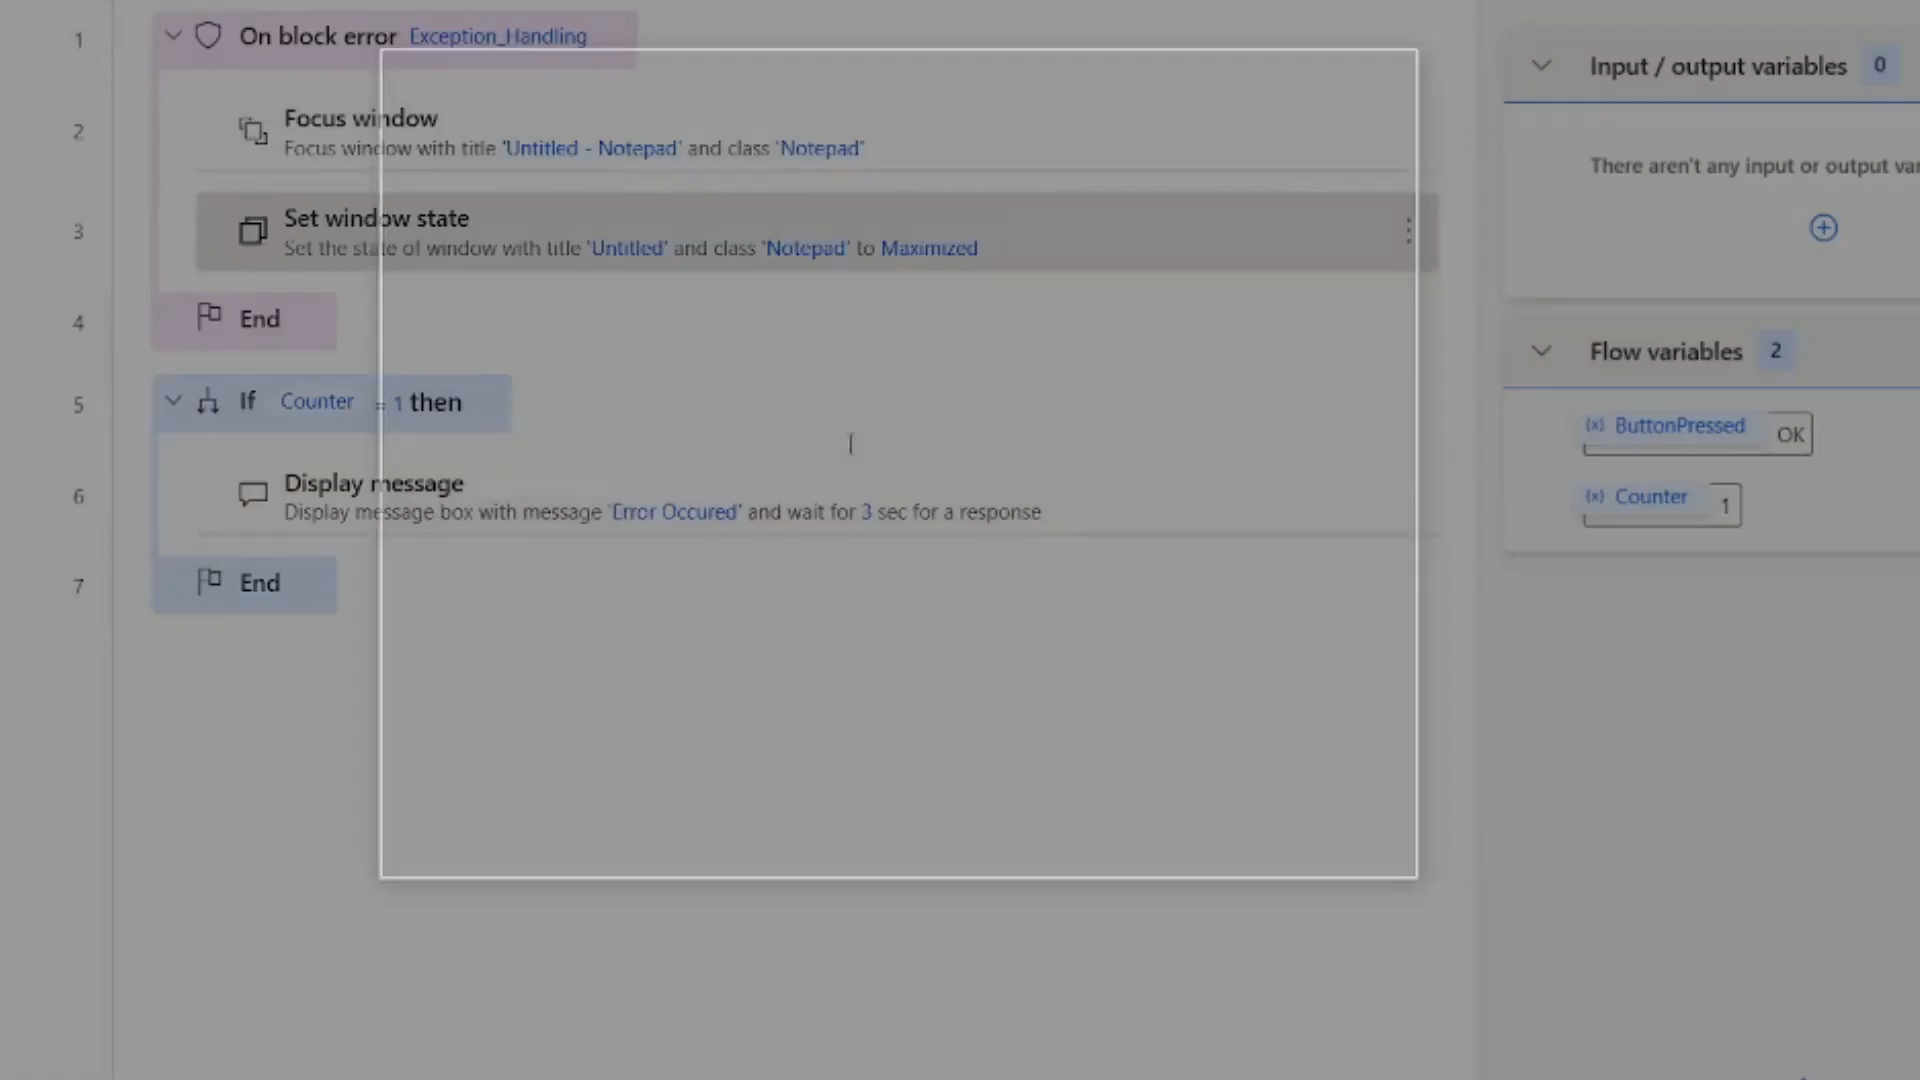 1
On block error Exception_Handling
2
Focus window
Focus window with title 'Untitled - Notepad' and class 'Notepad'
3
Set window state
Set the state of window with title 'Untitled' and class 'Notepad' to Maximized
4
End
5
If Counter = 1 then
6
Display message
Display message box with message 'Error Occured' and wait for 3 sec for a response
7
End
Input / output variables 0
There aren't any input or output var
Flow variables 2
(x) ButtonPressed OK
(x) Counter 1